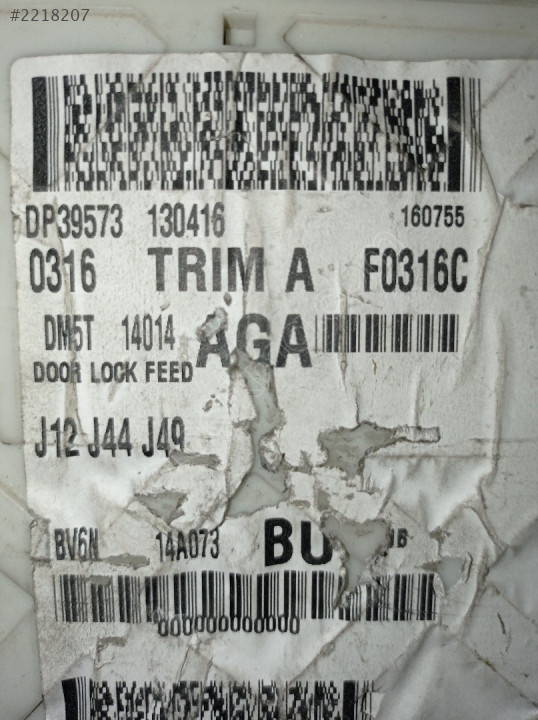 #2218207
DP39573 130416 160755
0316 TRIM A F0316C
DM5T 14014 AGA
DOOR LOCK FEED
J12 J44 J49
BV6N 14A073 BU
000000000000